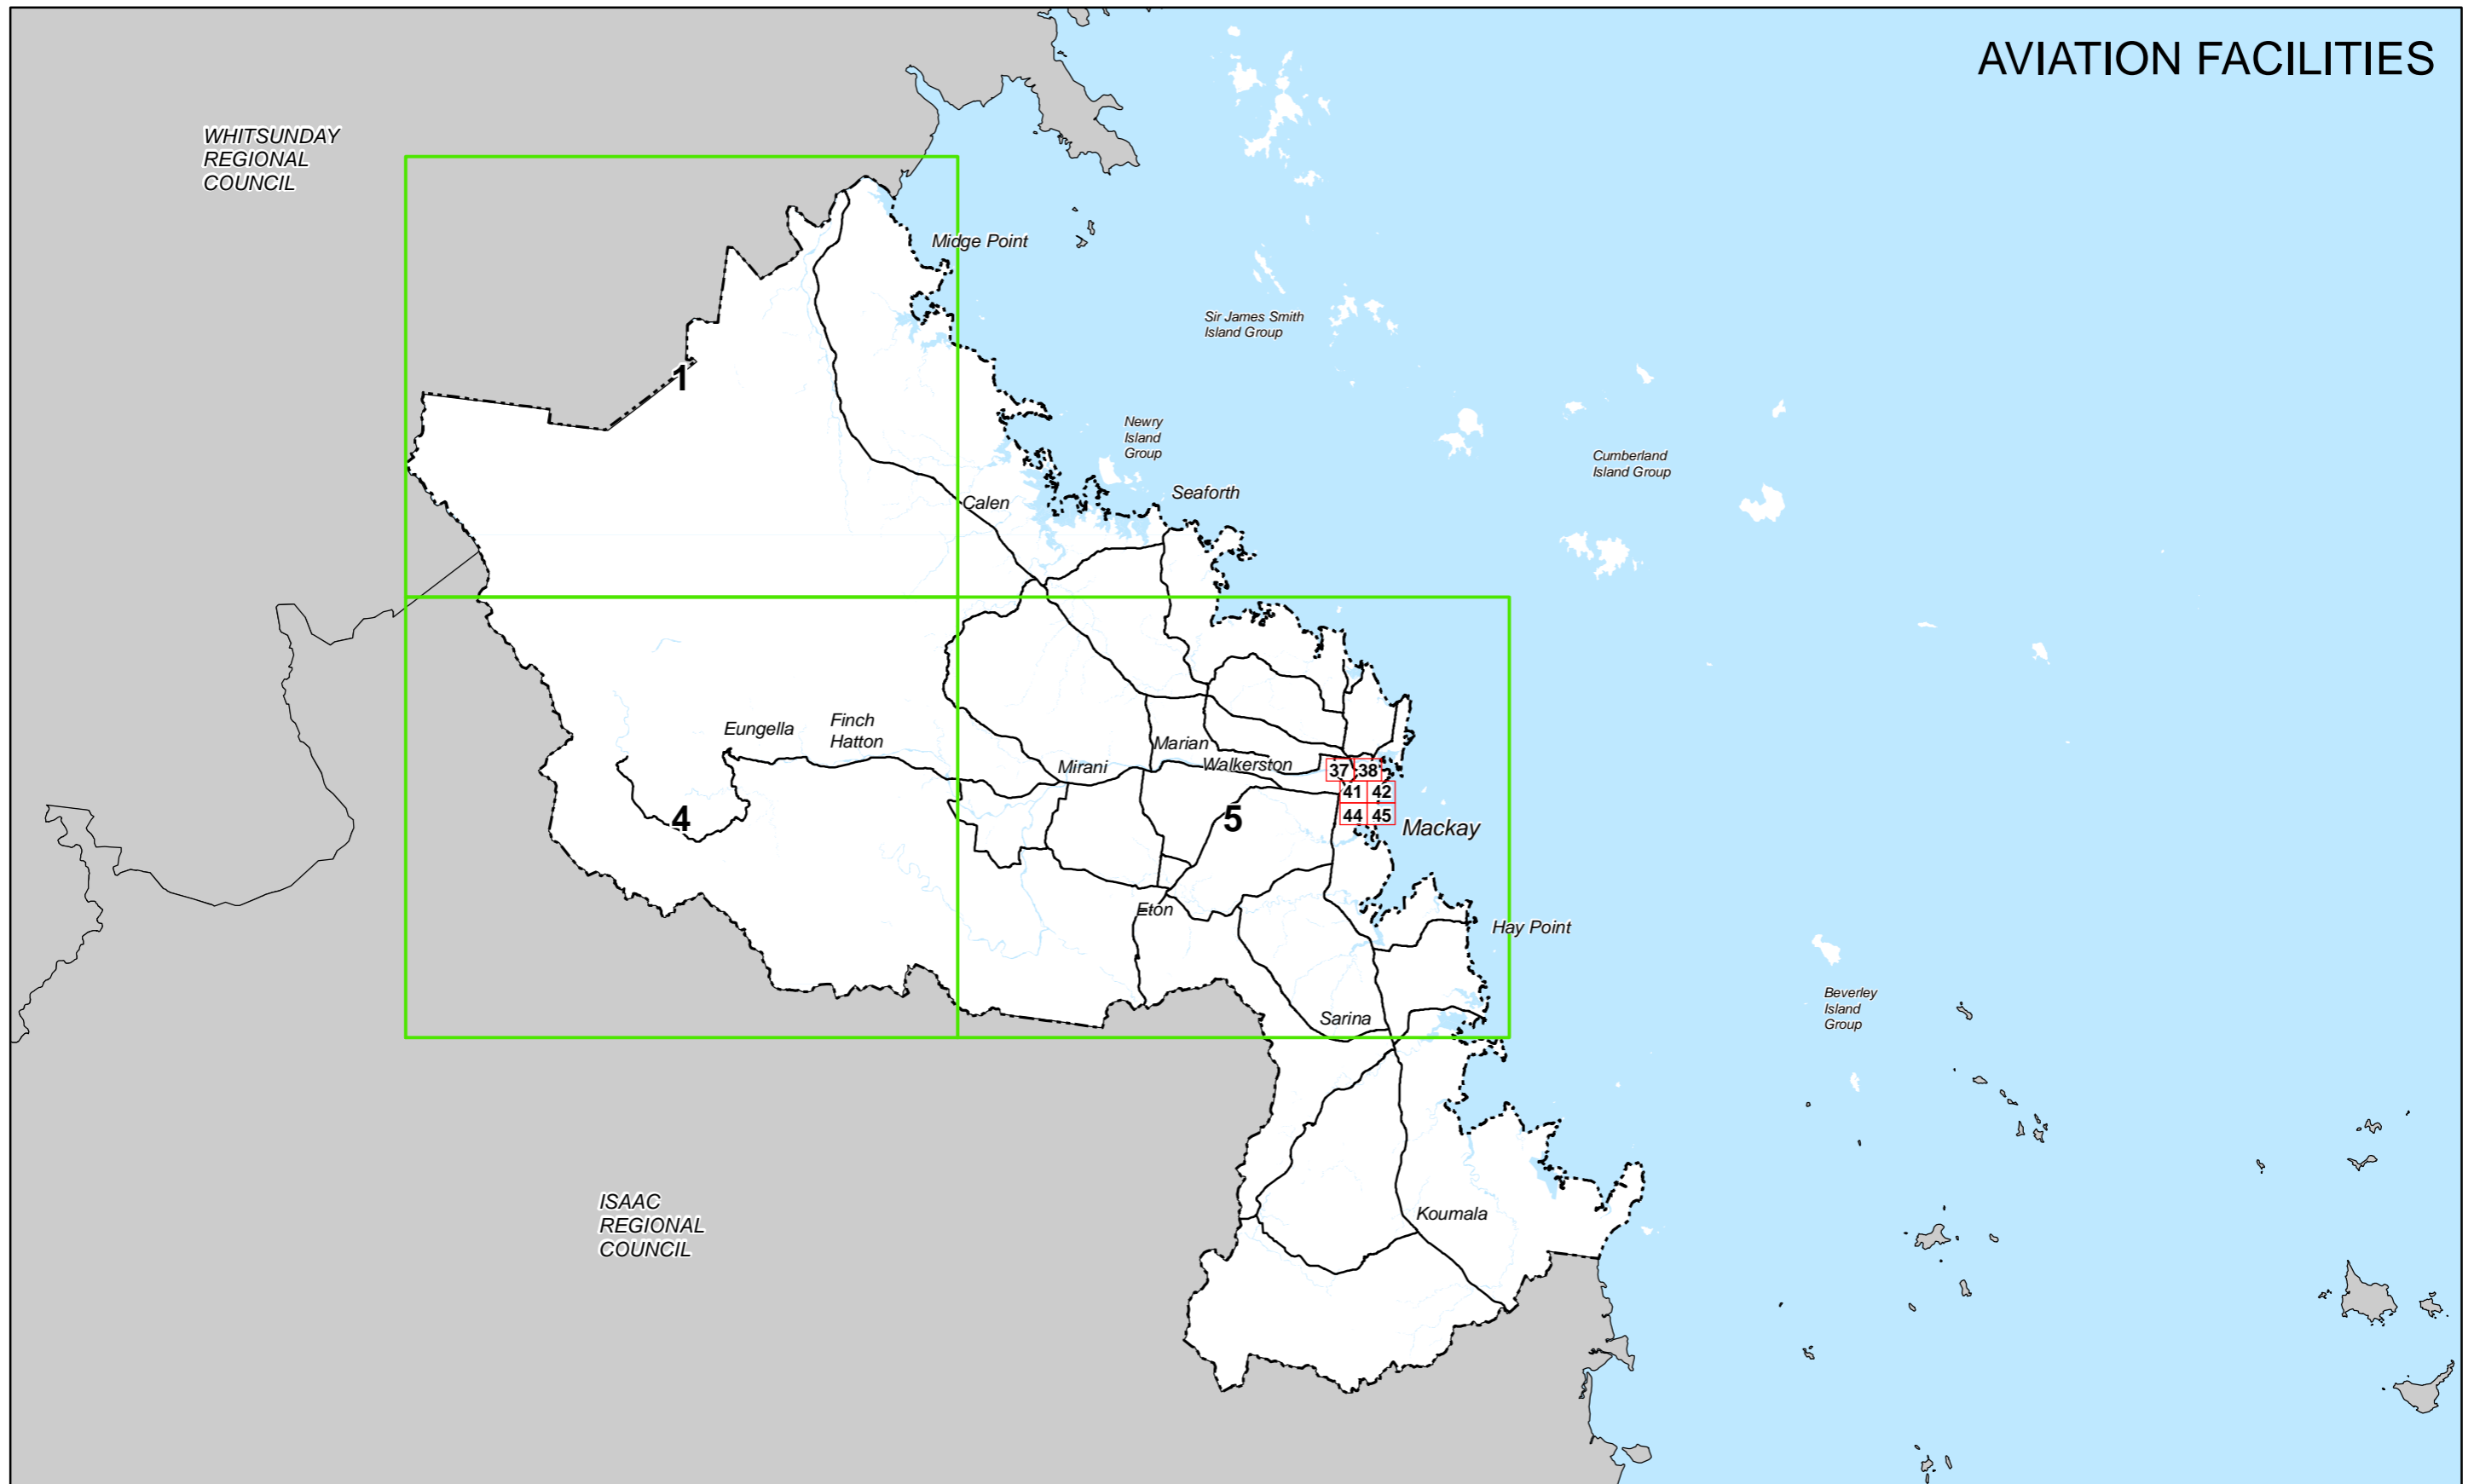 AVIATION FACILITIES
WHITSUNDAY
REGIONAL
COUNCIL
Midge Point
Sir James Smith
Island Group
1
Newry
Island
Group
Cumberland
Island Group
Seaforth
Calen
Eungella
Finch
Hatton
Marian
Mirani
Walkerston
37
38
41
42
44
45
4
5
Mackay
Eton
Hay Point
Beverley
Island
Group
Sarina
ISAAC
REGIONAL
COUNCIL
Koumala